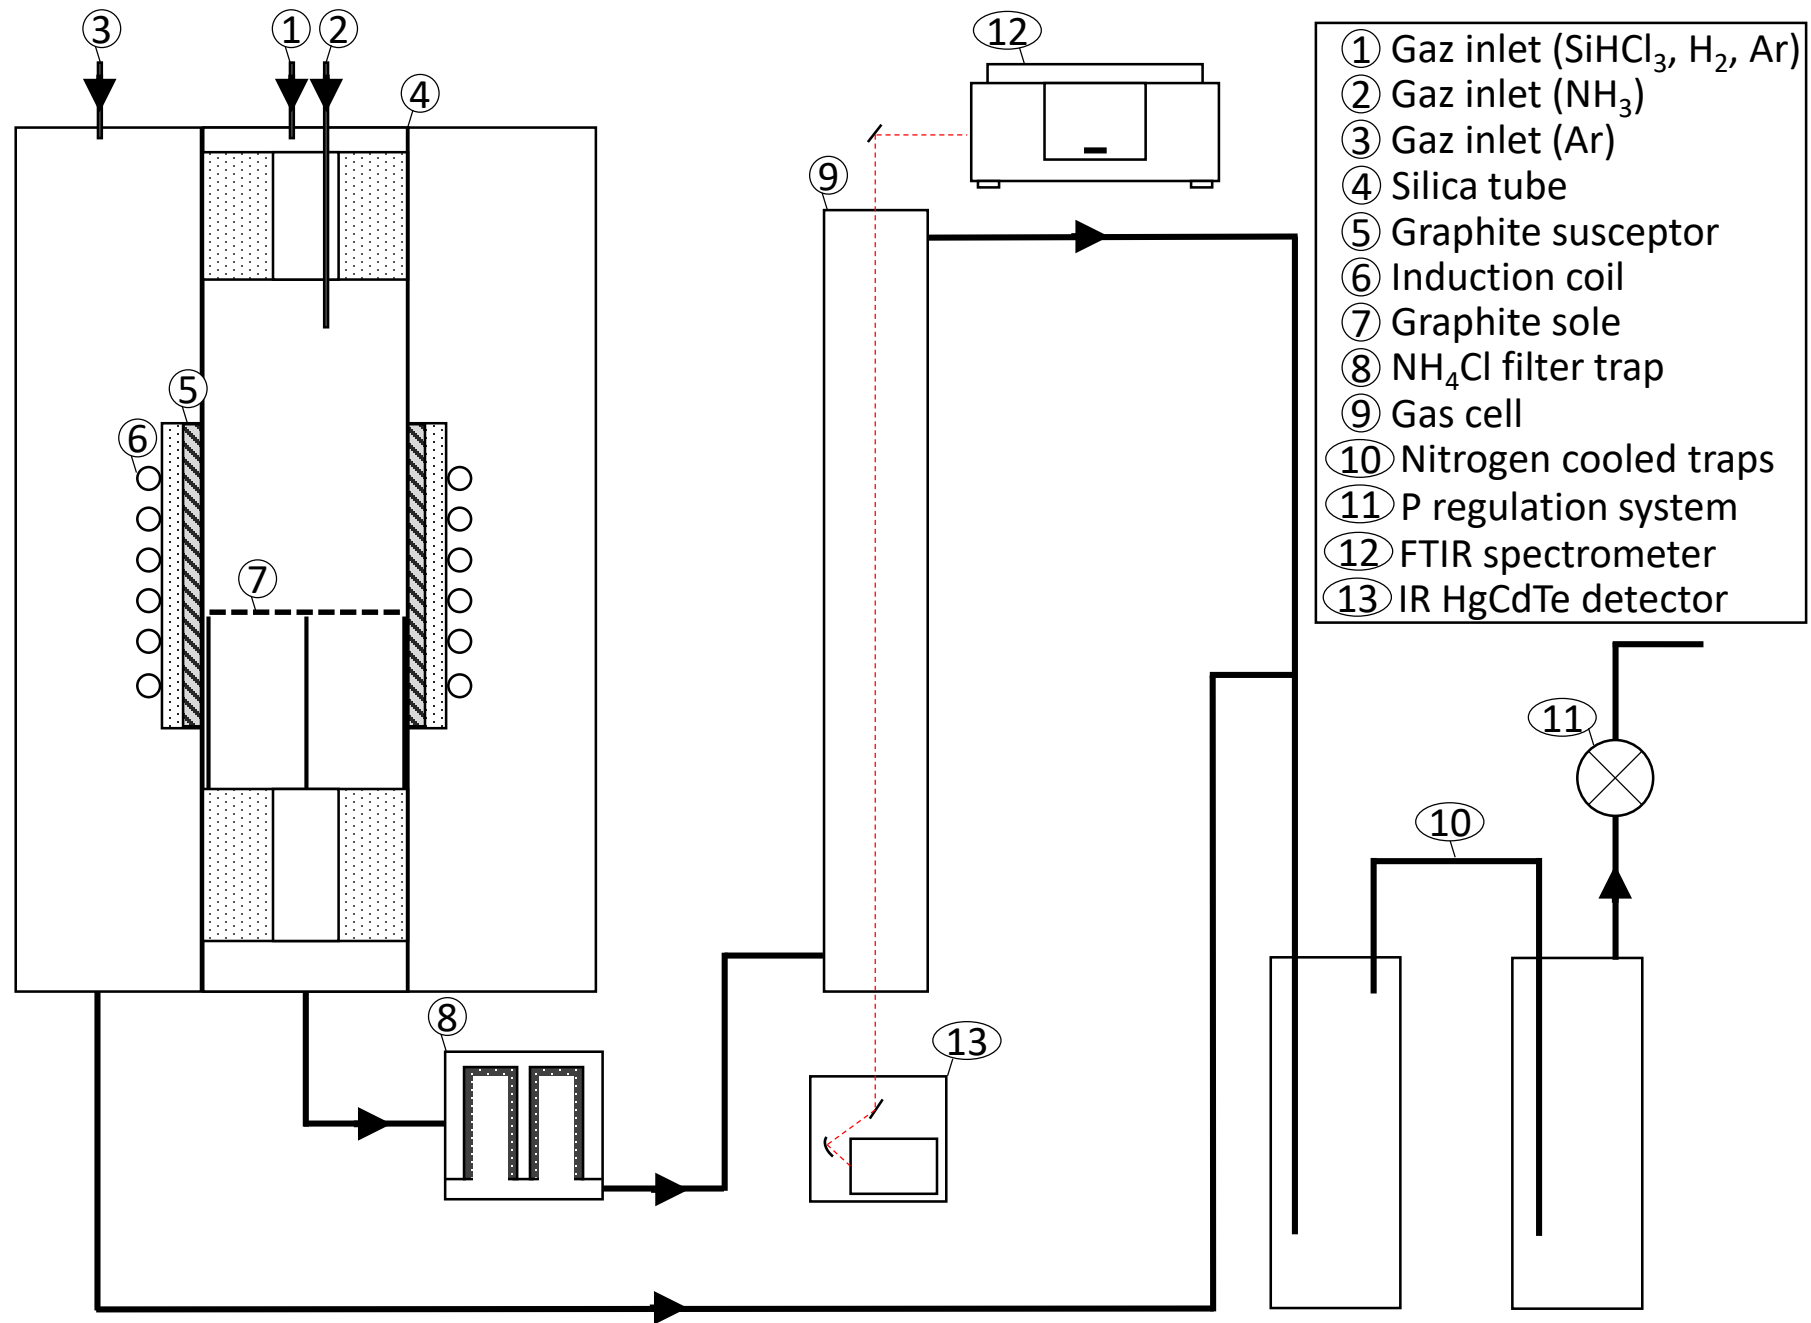 3
1
2
4
12
9
5
6
7
8
13
10
11
1 Gaz inlet (SiHCl₃, H₂, Ar)
2 Gaz inlet (NH₃)
3 Gaz inlet (Ar)
4 Silica tube
5 Graphite susceptor
6 Induction coil
7 Graphite sole
8 NH₄Cl filter trap
9 Gas cell
10 Nitrogen cooled traps
11 P regulation system
12 FTIR spectrometer
13 IR HgCdTe detector